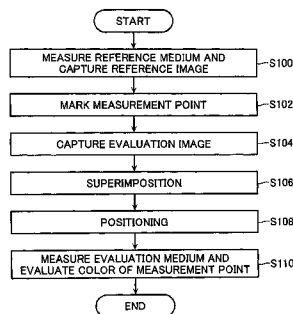 START
MEASURE REFERENCE MEDIUM AND
CAPTURE REFERENCE IMAGE
S100
MARK MEASUREMENT POINT
S102
CAPTURE EVALUATION IMAGE
S104
SUPERIMPOSITION
S106
POSITIONING
S108
MEASURE EVALUATION MEDIUM AND
EVALUATE COLOR OF MEASUREMENT POINT
S110
END